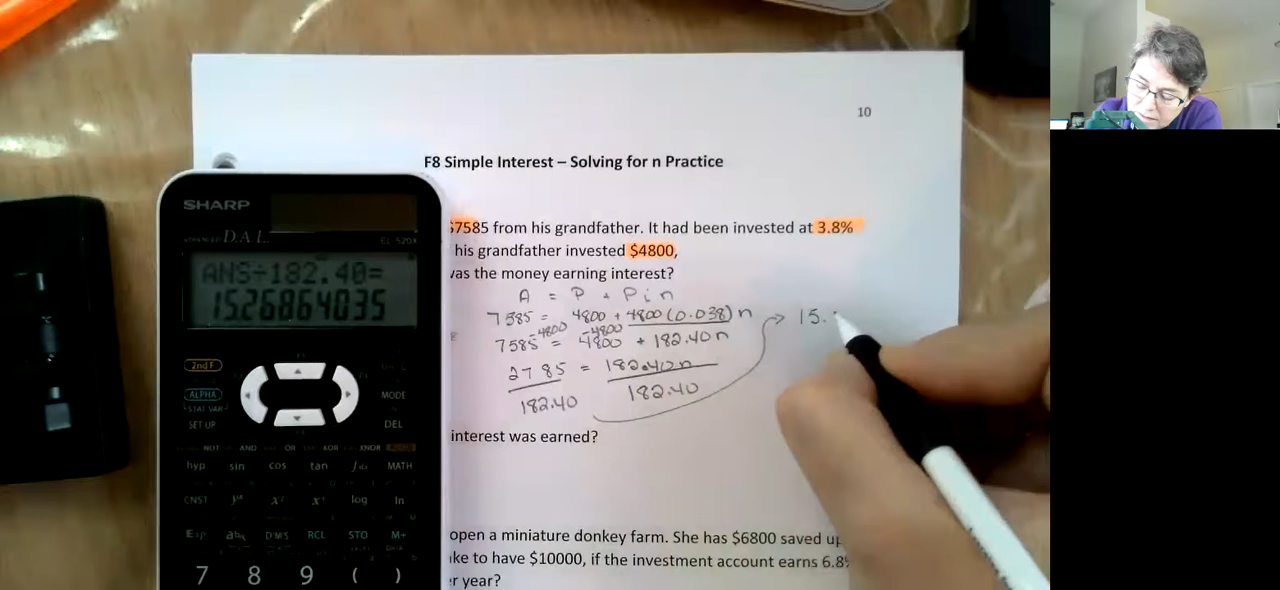 10
F8 Simple Interest – Solving for n Practice
$7585 from his grandfather. It had been invested at 3.8%
his grandfather invested $4800,
was the money earning interest?
A = P + P i n
7585 = 4800 + 4800(0.038) n
-4800 -4800
7585 = 4800 + 182.40n
2785 = 182.40n
182.40 182.40
→ 15.
interest was earned?
open a miniature donkey farm. She has $6800 saved up
to have $10000, if the investment account earns 6.8%
year?
SHARP
ADVANCED D.A.L.
EL-520X
ANS÷182.40=
15.26864035
2nd F
ALPHA
STAT VAR
SET UP
MODE
DEL
NOT AND OR XOR XNOR
hyp sin cos tan MATH
CNST yˣ x² x³ log ln
Exp D°M'S RCL STO M+
7 8 9 ( )